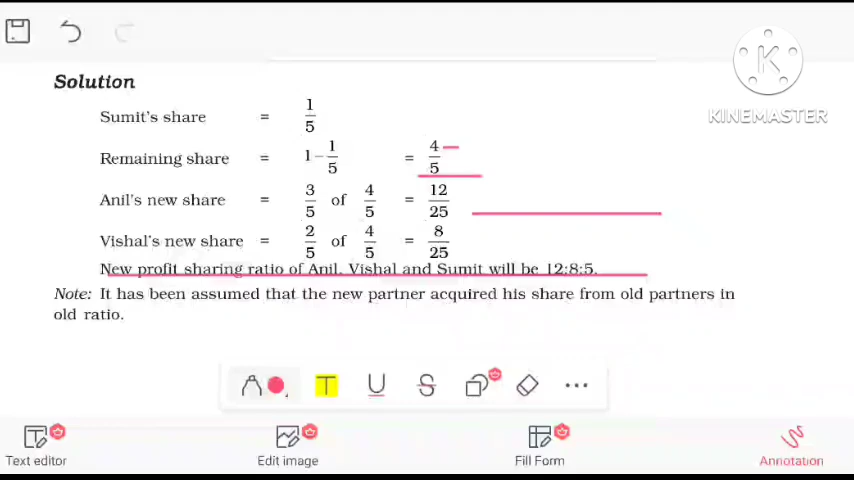 KINEMASTER
Solution
Sumit's share = 1/5
Remaining share = 1 - 1/5 = 4/5
Anil's new share = 3/5 of 4/5 = 12/25
Vishal's new share = 2/5 of 4/5 = 8/25
New profit sharing ratio of Anil, Vishal and Sumit will be 12:8:5.
Note: It has been assumed that the new partner acquired his share from old partners in
old ratio.
Text editor Edit image Fill Form Annotation